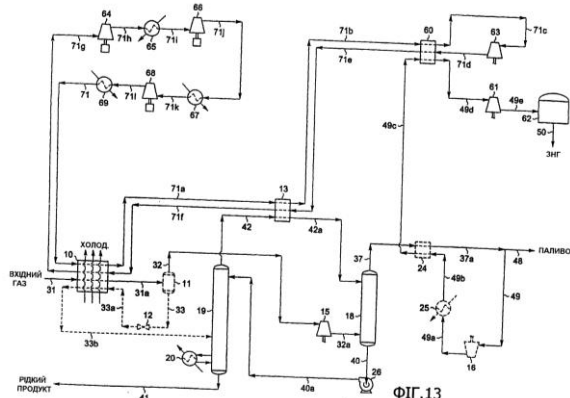 64
66
60
71b
71c
71g
71h
65
71i
71j
71e
63
71d
68
61
49e
71
69
71l
71k
67
49c
49d
62
50
ЗНГ
13
71a
71f
42
42a
ХОЛОД.
10
37
ПАЛИВО
ВХІДНИЙ
ГАЗ
32
24
37a
48
31
31a
11
49b
33a
33
19
15
18
49
12
25
33b
32a
20
49a
16
40
26
РІДКИЙ
ПРОДУКТ
41
40a
ФІГ.13